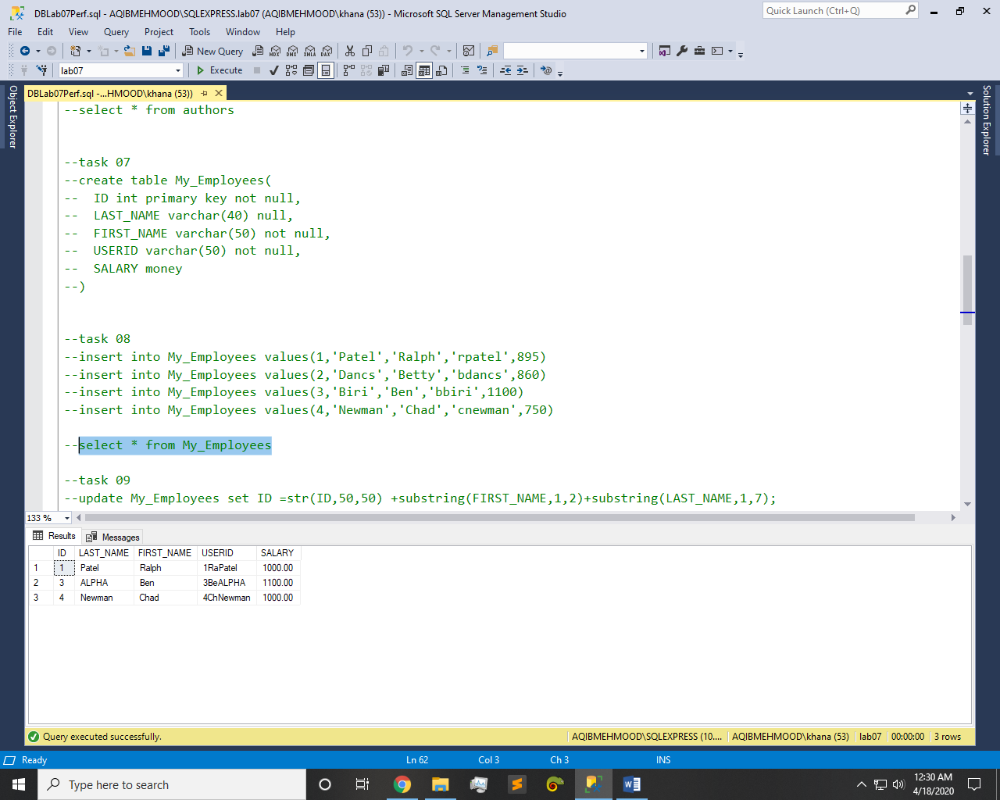 DBLab07Perf.sql - AQIBMEHMOOD\SQLEXPRESS.lab07 (AQIBMEHMOOD\khana (53)) - Microsoft SQL Server Management Studio
Quick Launch (Ctrl+Q)
File Edit View Query Project Tools Window Help
New Query MDX DMX XMLA DAX
lab07 Execute
Object Explorer
DBLab07Perf.sql -...HMOOD\khana (53))
Solution Explorer
--select * from authors
--task 07
--create table My_Employees(
-- ID int primary key not null,
-- LAST_NAME varchar(40) null,
-- FIRST_NAME varchar(50) not null,
-- USERID varchar(50) not null,
-- SALARY money
--)
--task 08
--insert into My_Employees values(1,'Patel','Ralph','rpatel',895)
--insert into My_Employees values(2,'Dancs','Betty','bdancs',860)
--insert into My_Employees values(3,'Biri','Ben','bbiri',1100)
--insert into My_Employees values(4,'Newman','Chad','cnewman',750)
--select * from My_Employees
--task 09
--update My_Employees set ID =str(ID,50,50) +substring(FIRST_NAME,1,2)+substring(LAST_NAME,1,7);
133 %
Results Messages
ID LAST_NAME FIRST_NAME USERID SALARY
1 1 Patel Ralph 1RaPatel 1000.00
2 3 ALPHA Ben 3BeALPHA 1100.00
3 4 Newman Chad 4ChNewman 1000.00
Query executed successfully. AQIBMEHMOOD\SQLEXPRESS (10.... AQIBMEHMOOD\khana (53) lab07 00:00:00 3 rows
Ready Ln 62 Col 3 Ch 3 INS
Type here to search
12:30 AM
4/18/2020